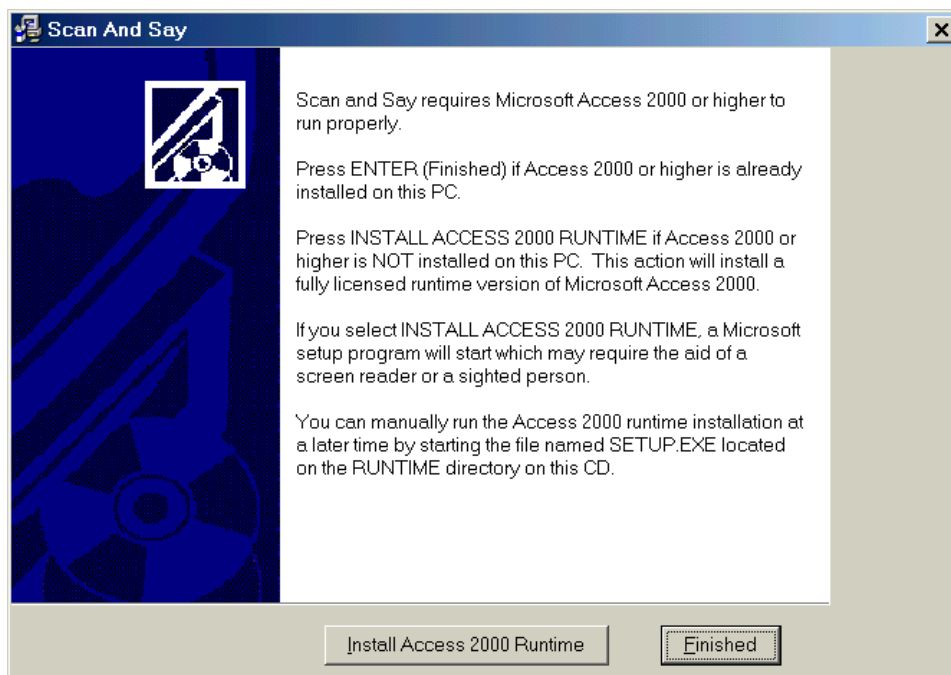 Scan And Say
Scan and Say requires Microsoft Access 2000 or higher to
run properly.
Press ENTER (Finished) if Access 2000 or higher is already
installed on this PC.
Press INSTALL ACCESS 2000 RUNTIME if Access 2000 or
higher is NOT installed on this PC.  This action will install a
fully licensed runtime version of Microsoft Access 2000.
If you select INSTALL ACCESS 2000 RUNTIME, a Microsoft
setup program will start which may require the aid of a
screen reader or a sighted person.
You can manually run the Access 2000 runtime installation at
a later time by starting the file named SETUP.EXE located
on the RUNTIME directory on this CD.
Install Access 2000 Runtime
Finished